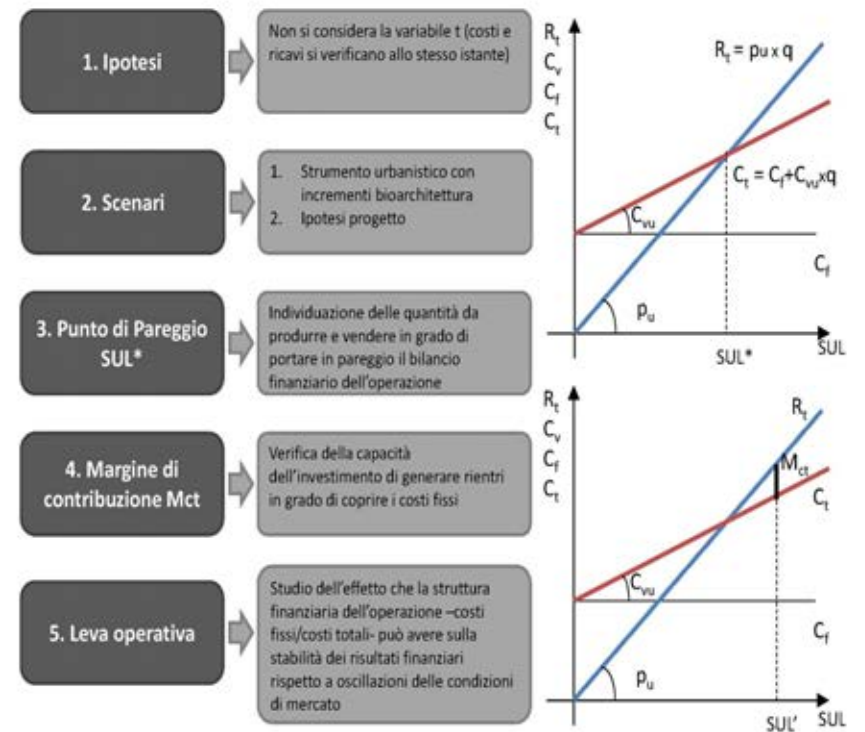 1. Ipotesi
Non si considera la variabile t (costi e
ricavi si verificano allo stesso istante)
2. Scenari
1. Strumento urbanistico con
incrementi bioarchitettura
2. Ipotesi progetto
3. Punto di Pareggio
SUL*
Individuazione delle quantità da
produrre e vendere in grado di
portare in pareggio il bilancio
finanziario dell'operazione
4. Margine di
contribuzione Mct
Verifica della capacità
dell'investimento di generare rientri
in grado di coprire i costi fissi
5. Leva operativa
Studio dell'effetto che la struttura
finanziaria dell'operazione –costi
fissi/costi totali- può avere sulla
stabilità dei risultati finanziari
rispetto a oscillazioni delle condizioni
di mercato
Rt
Cv
Cf
Ct
Rt = pu x q
Ct = Cf+Cvuxq
Cvu
Cf
pu
SUL*
SUL
Rt
Cv
Cf
Ct
Rt
Mct
Ct
Cvu
Cf
pu
SUL'
SUL